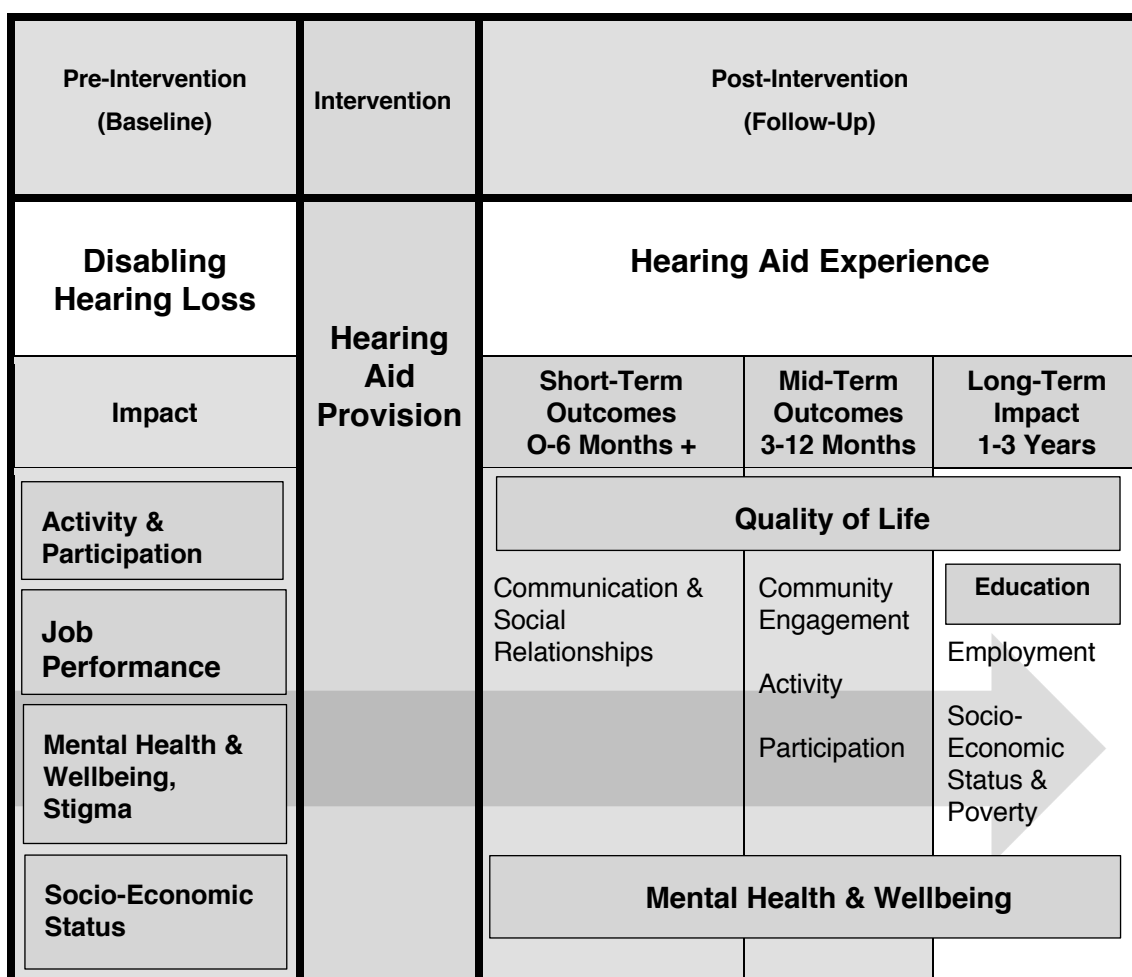 Pre-Intervention
(Baseline)
Intervention
Post-Intervention
(Follow-Up)
Disabling
Hearing Loss
Hearing
Aid
Provision
Hearing Aid Experience
Impact
Short-Term
Outcomes
O-6 Months +
Mid-Term
Outcomes
3-12 Months
Long-Term
Impact
1-3 Years
Activity &
Participation
Job
Performance
Mental Health &
Wellbeing,
Stigma
Socio-Economic
Status
Quality of Life
Communication &
Social
Relationships
Community
Engagement
Activity
Participation
Education
Employment
Socio-
Economic
Status &
Poverty
Mental Health & Wellbeing